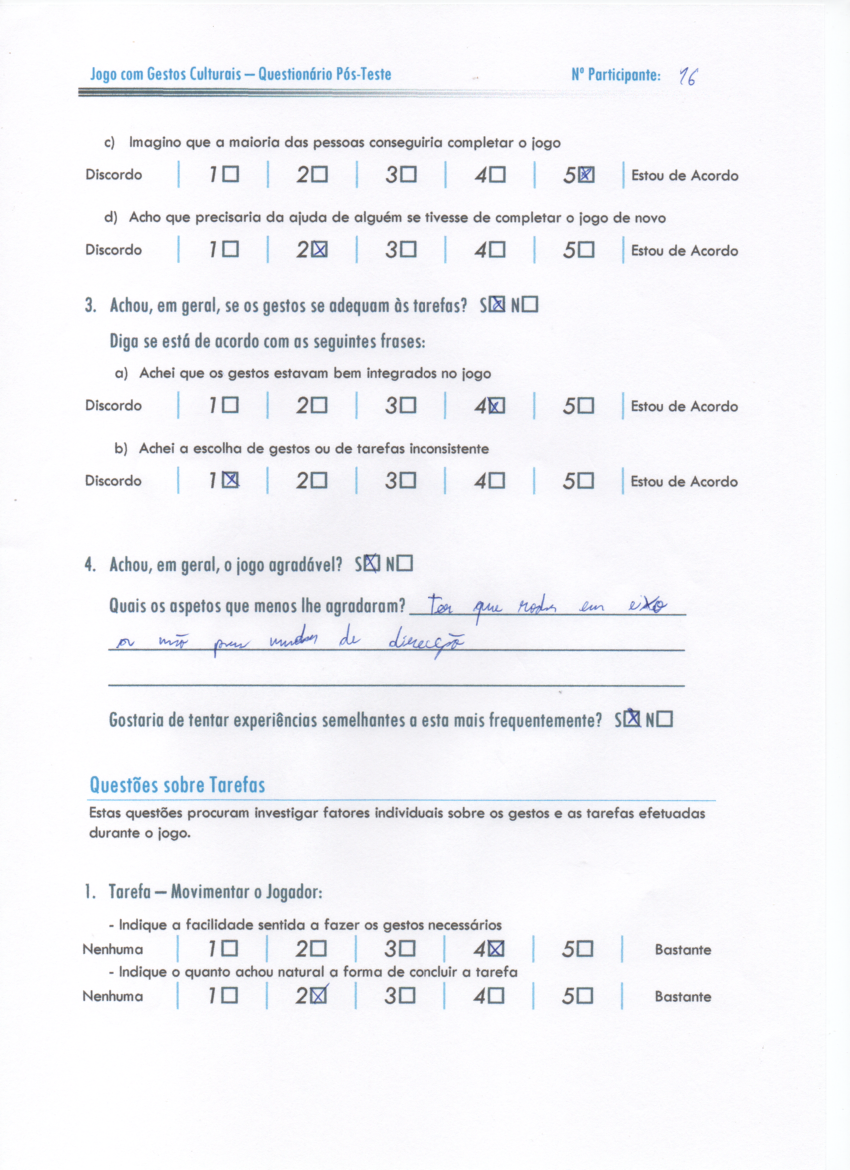 Jogo com Gestos Culturais – Questionário Pós-Teste Nº Participante: 16
c) Imagino que a maioria das pessoas conseguiria completar o jogo
Discordo 1☐ 2☐ 3☐ 4☐ 5☒ Estou de Acordo
d) Acho que precisaria da ajuda de alguém se tivesse de completar o jogo de novo
Discordo 1☐ 2☒ 3☐ 4☐ 5☐ Estou de Acordo
3. Achou, em geral, se os gestos se adequam às tarefas? S☒ N☐
Diga se está de acordo com as seguintes frases:
a) Achei que os gestos estavam bem integrados no jogo
Discordo 1☐ 2☐ 3☐ 4☒ 5☐ Estou de Acordo
b) Achei a escolha de gestos ou de tarefas inconsistente
Discordo 1☒ 2☐ 3☐ 4☐ 5☐ Estou de Acordo
4. Achou, em geral, o jogo agradável? S☒ N☐
Quais os aspetos que menos lhe agradaram? ter que rodar em eixo
a mão para mudar de direcção
Gostaria de tentar experiências semelhantes a esta mais frequentemente? S☒ N☐
Questões sobre Tarefas
Estas questões procuram investigar fatores individuais sobre os gestos e as tarefas efetuadas
durante o jogo.
1. Tarefa – Movimentar o Jogador:
- Indique a facilidade sentida a fazer os gestos necessários
Nenhuma 1☐ 2☐ 3☐ 4☒ 5☐ Bastante
- Indique o quanto achou natural a forma de concluir a tarefa
Nenhuma 1☐ 2☒ 3☐ 4☐ 5☐ Bastante